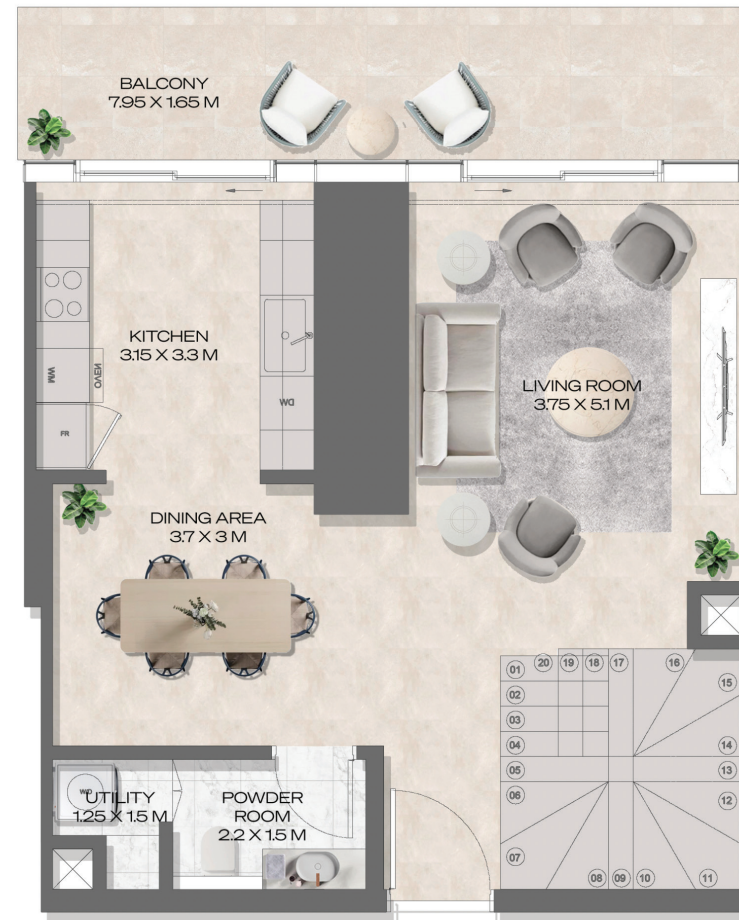 BALCONY
7.95 X 1.65 M
KITCHEN
3.15 X 3.3 M
WM
OVEN
FR
DW
LIVING ROOM
3.75 X 5.1 M
DINING AREA
3.7 X 3 M
01
20
19
18
17
16
02
15
03
04
14
05
13
06
12
07
08
09
10
11
UTILITY
1.25 X 1.5 M
POWDER
ROOM
2.2 X 1.5 M